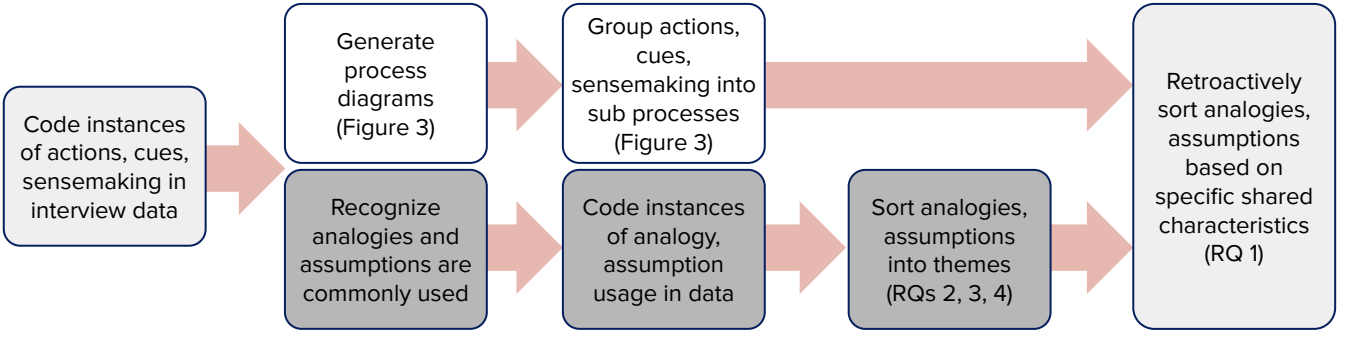 Code instances
of actions, cues,
sensemaking in
interview data
Generate
process
diagrams
(Figure 3)
Group actions,
cues,
sensemaking into
sub processes
(Figure 3)
Recognize
analogies and
assumptions are
commonly used
Code instances
of analogy,
assumption
usage in data
Sort analogies,
assumptions
into themes
(RQs 2, 3, 4)
Retroactively
sort analogies,
assumptions
based on
specific shared
characteristics
(RQ 1)